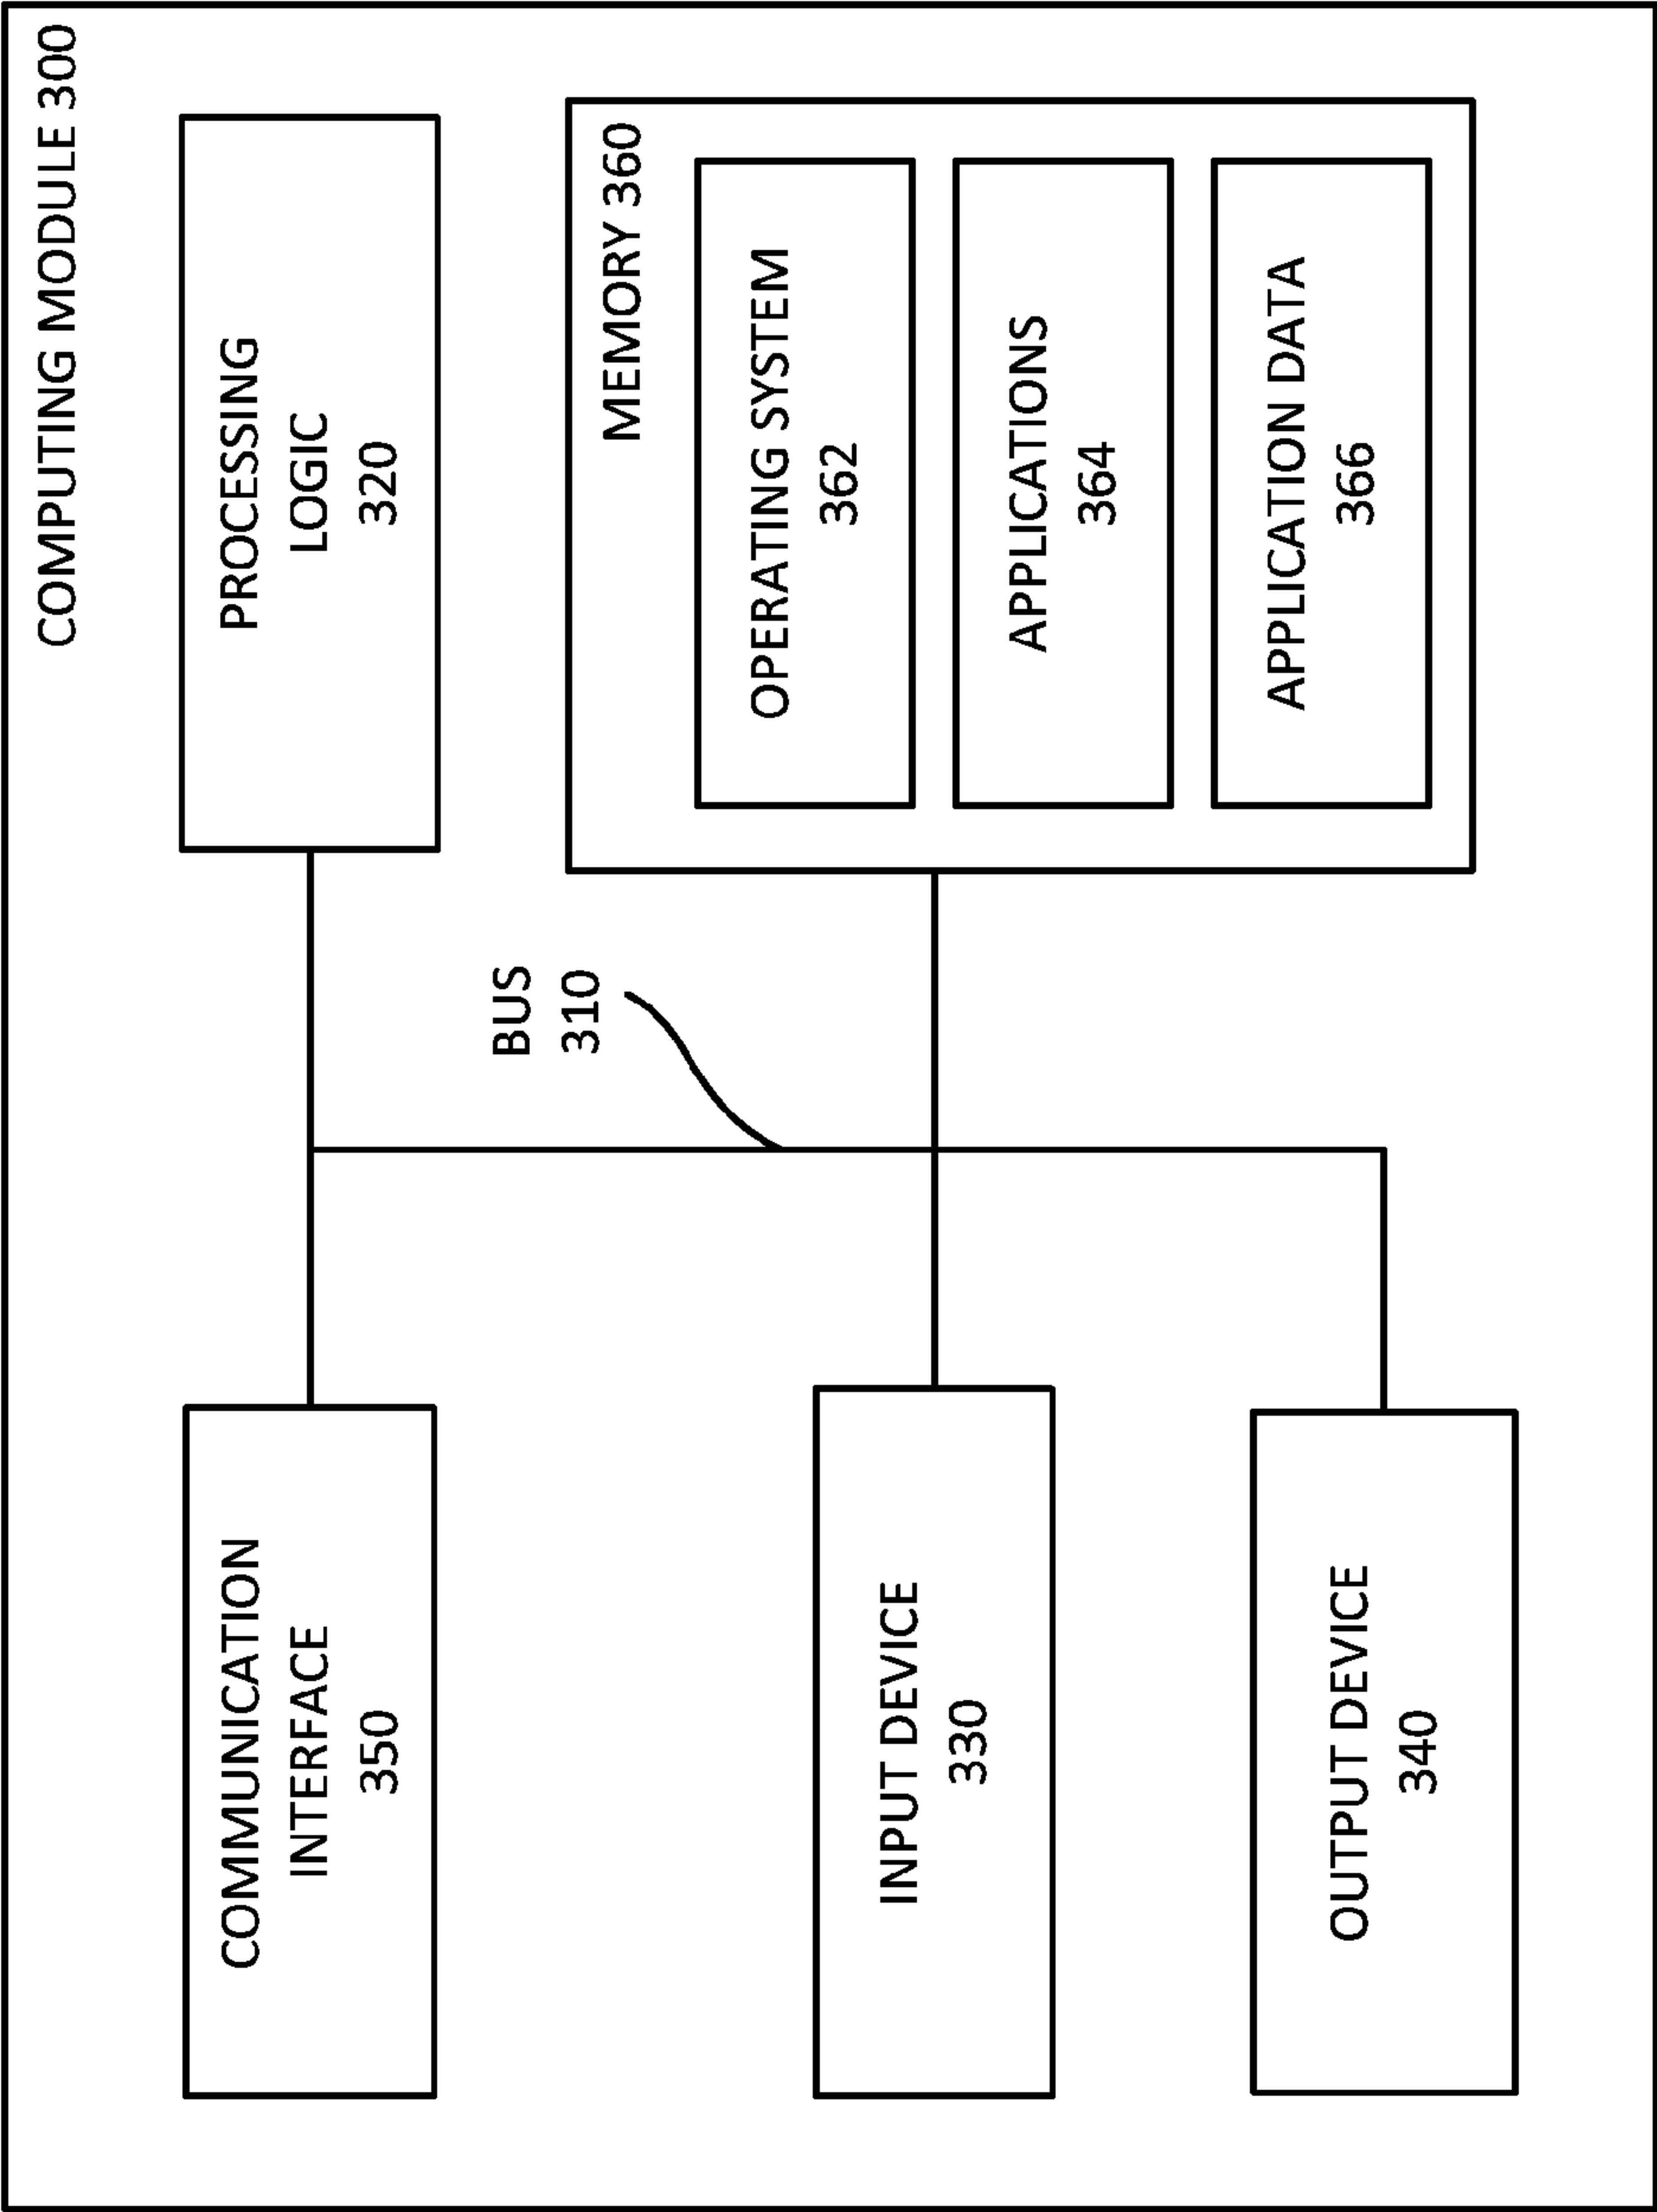 COMPUTING MODULE 300
COMMUNICATION
INTERFACE
350
PROCESSING
LOGIC
320
BUS
310
MEMORY 360
OPERATING SYSTEM
362
INPUT DEVICE
330
APPLICATIONS
364
OUTPUT DEVICE
340
APPLICATION DATA
366